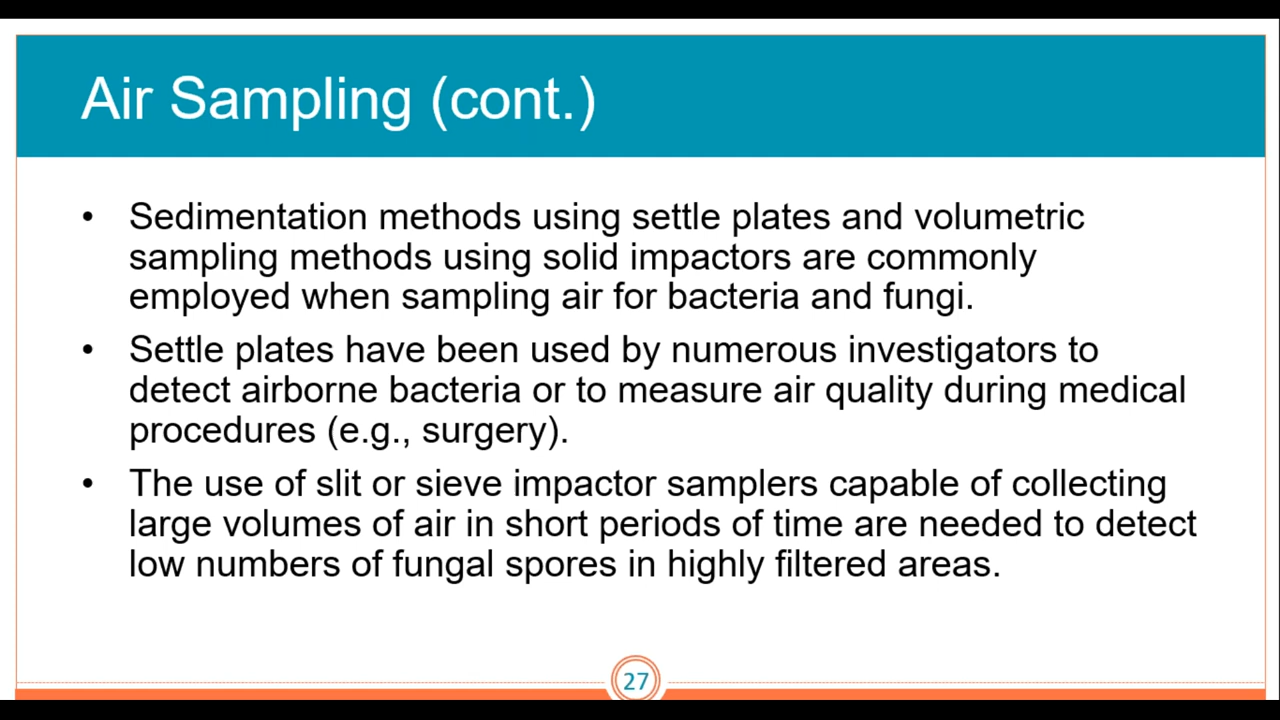 Air Sampling (cont.)
• Sedimentation methods using settle plates and volumetric
sampling methods using solid impactors are commonly
employed when sampling air for bacteria and fungi.
• Settle plates have been used by numerous investigators to
detect airborne bacteria or to measure air quality during medical
procedures (e.g., surgery).
• The use of slit or sieve impactor samplers capable of collecting
large volumes of air in short periods of time are needed to detect
low numbers of fungal spores in highly filtered areas.
27